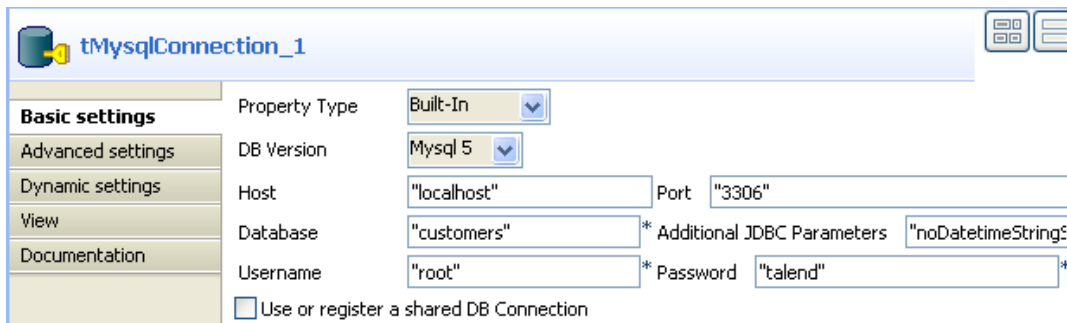 tMysqlConnection_1
Basic settings
Advanced settings
Dynamic settings
View
Documentation
Property Type Built-In
DB Version Mysql 5
Host "localhost" Port "3306"
Database "customers" * Additional JDBC Parameters
Username "root" * Password "talend" *
Use or register a shared DB Connection